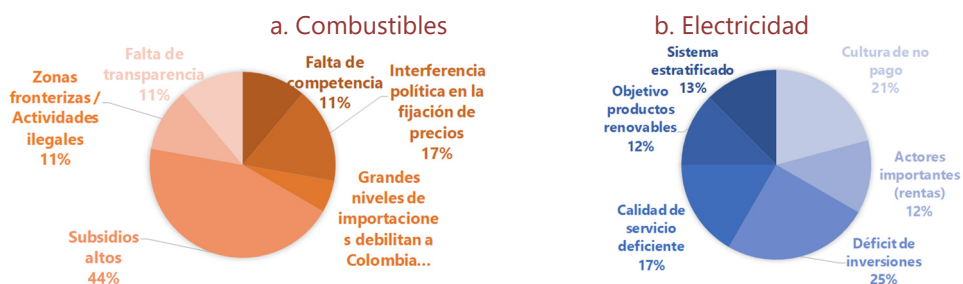 a. Combustibles
Falta de
transparencia
11%
Falta de
competencia
11%
Interferencia
política en la
fijación de
precios
17%
Zonas
fronterizas /
Actividades
ilegales
11%
Grandes
niveles de
importacione
s debilitan a
Colombia...
Subsidios
altos
44%
b. Electricidad
Sistema
estratificado
13%
Cultura de no
pago
21%
Objetivo
productos
renovables
12%
Actores
importantes
(rentas)
12%
Calidad de
servicio
deficiente
17%
Déficit de
inversiones
25%